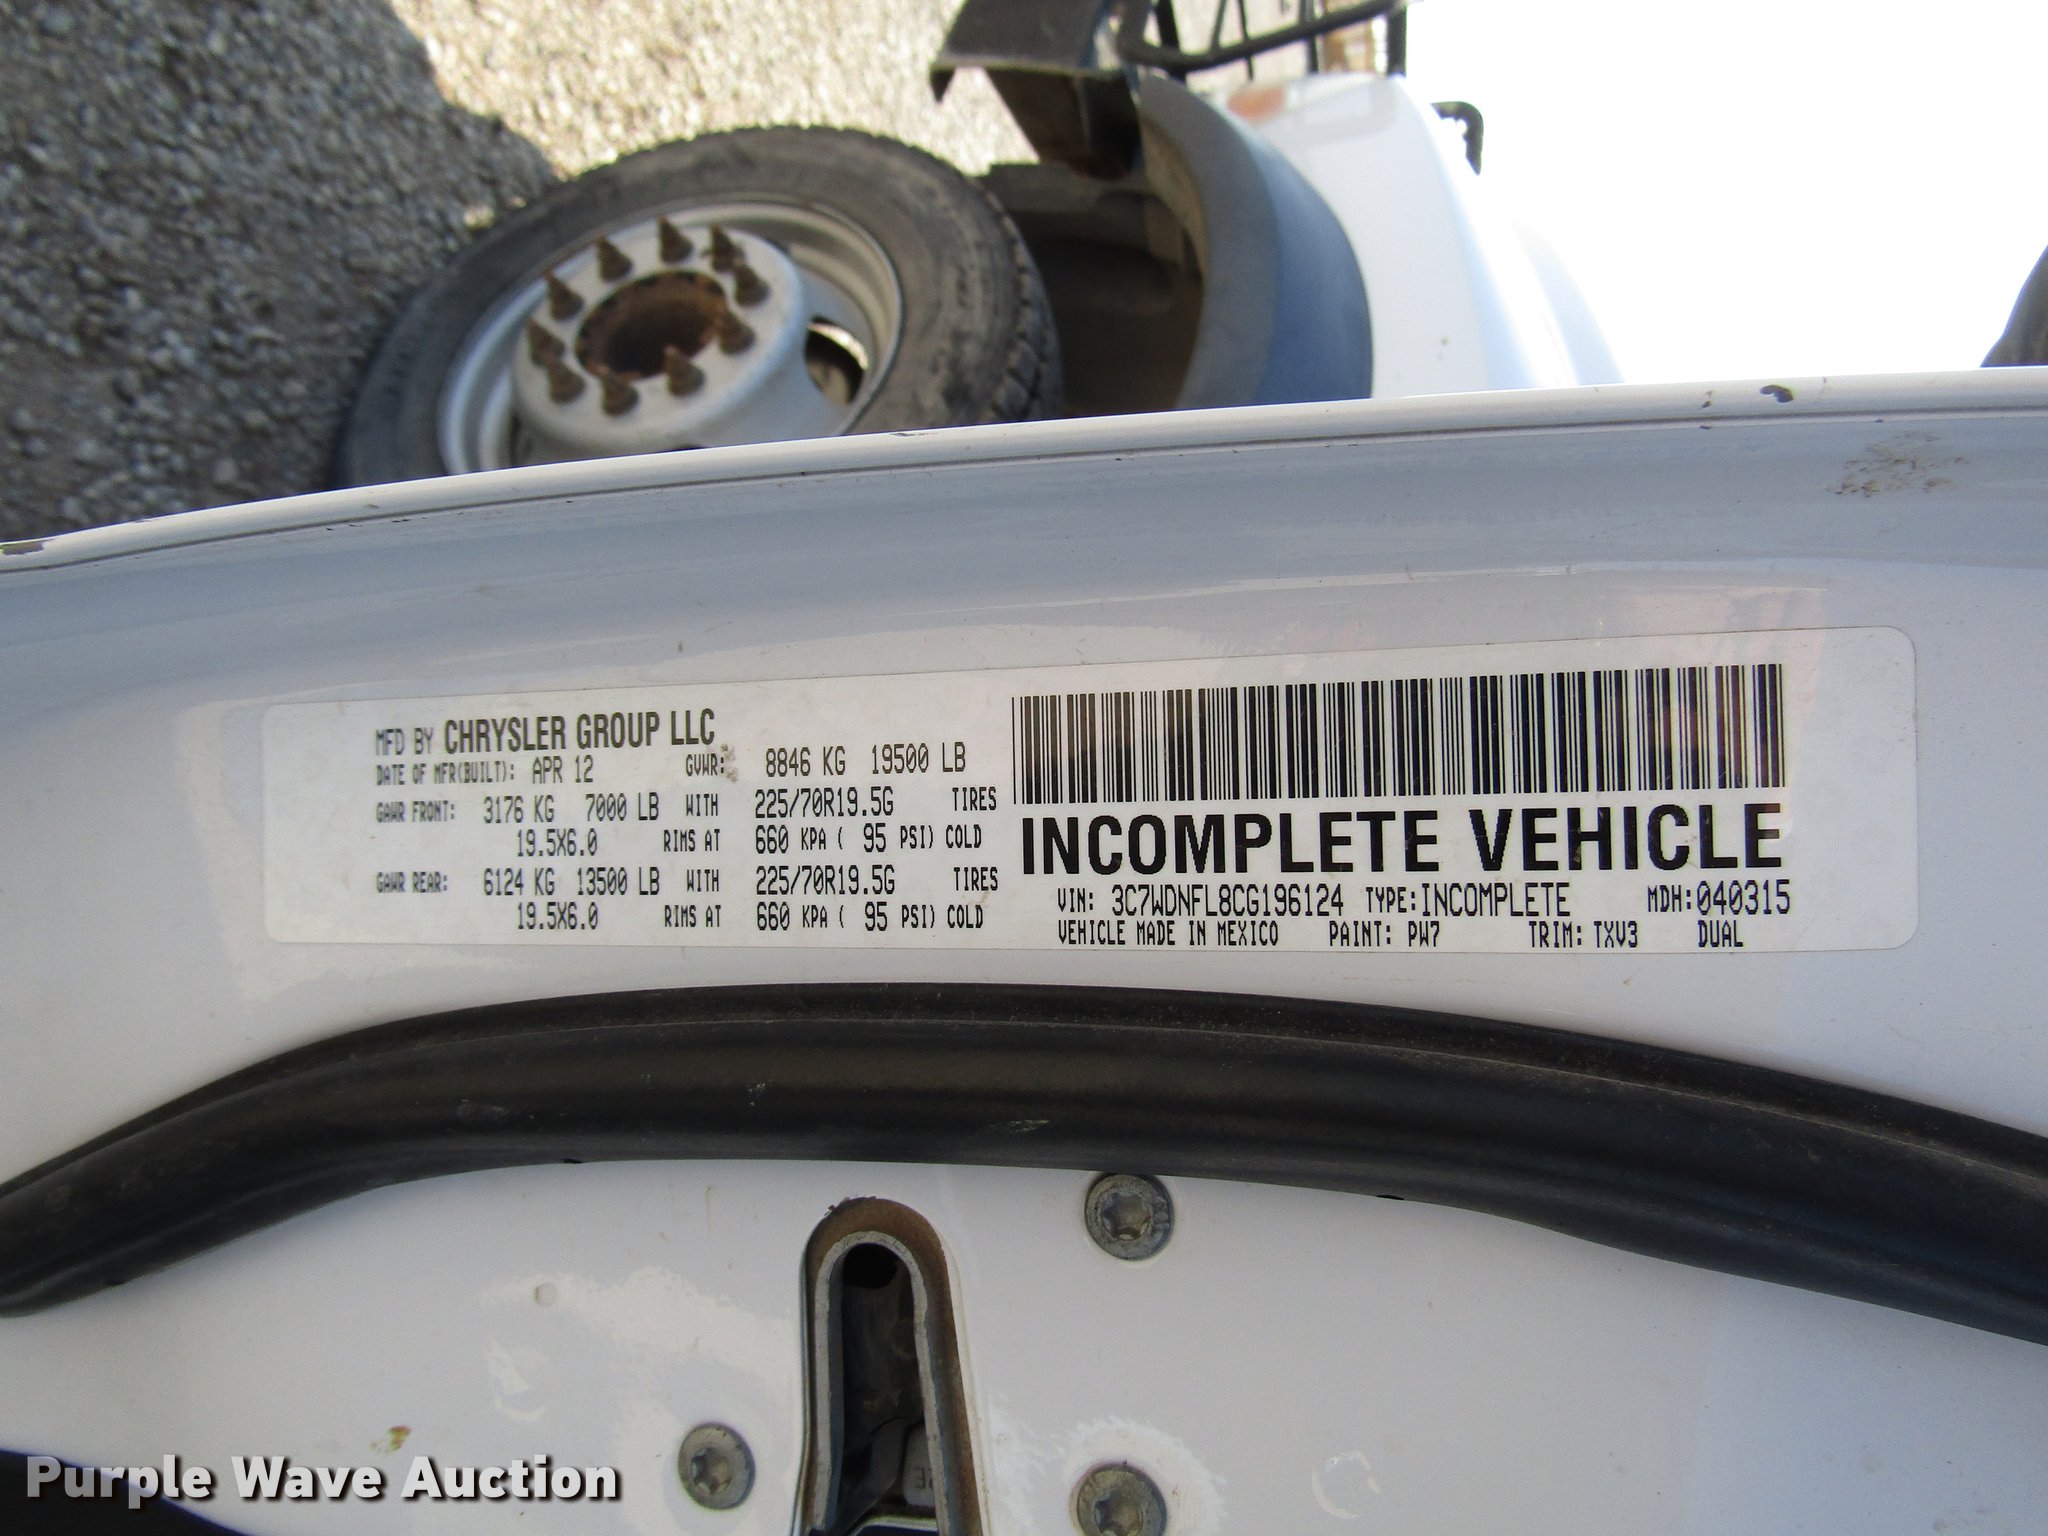 MFD BY CHRYSLER GROUP LLC
DATE OF MFR(BUILT): APR 12 GVWR: 8846 KG 19500 LB
GAWR FRONT: 3176 KG 7000 LB WITH 225/70R19.5G TIRES
19.5X6.0 RIMS AT 660 KPA ( 95 PSI) COLD
GAWR REAR: 6124 KG 13500 LB WITH 225/70R19.5G TIRES
19.5X6.0 RIMS AT 660 KPA ( 95 PSI) COLD
INCOMPLETE VEHICLE
VIN: 3C7WDNFL8CG196124 TYPE:INCOMPLETE MDH:040315
VEHICLE MADE IN MEXICO PAINT: PW7 TRIM: TXV3 DUAL
Purple Wave Auction